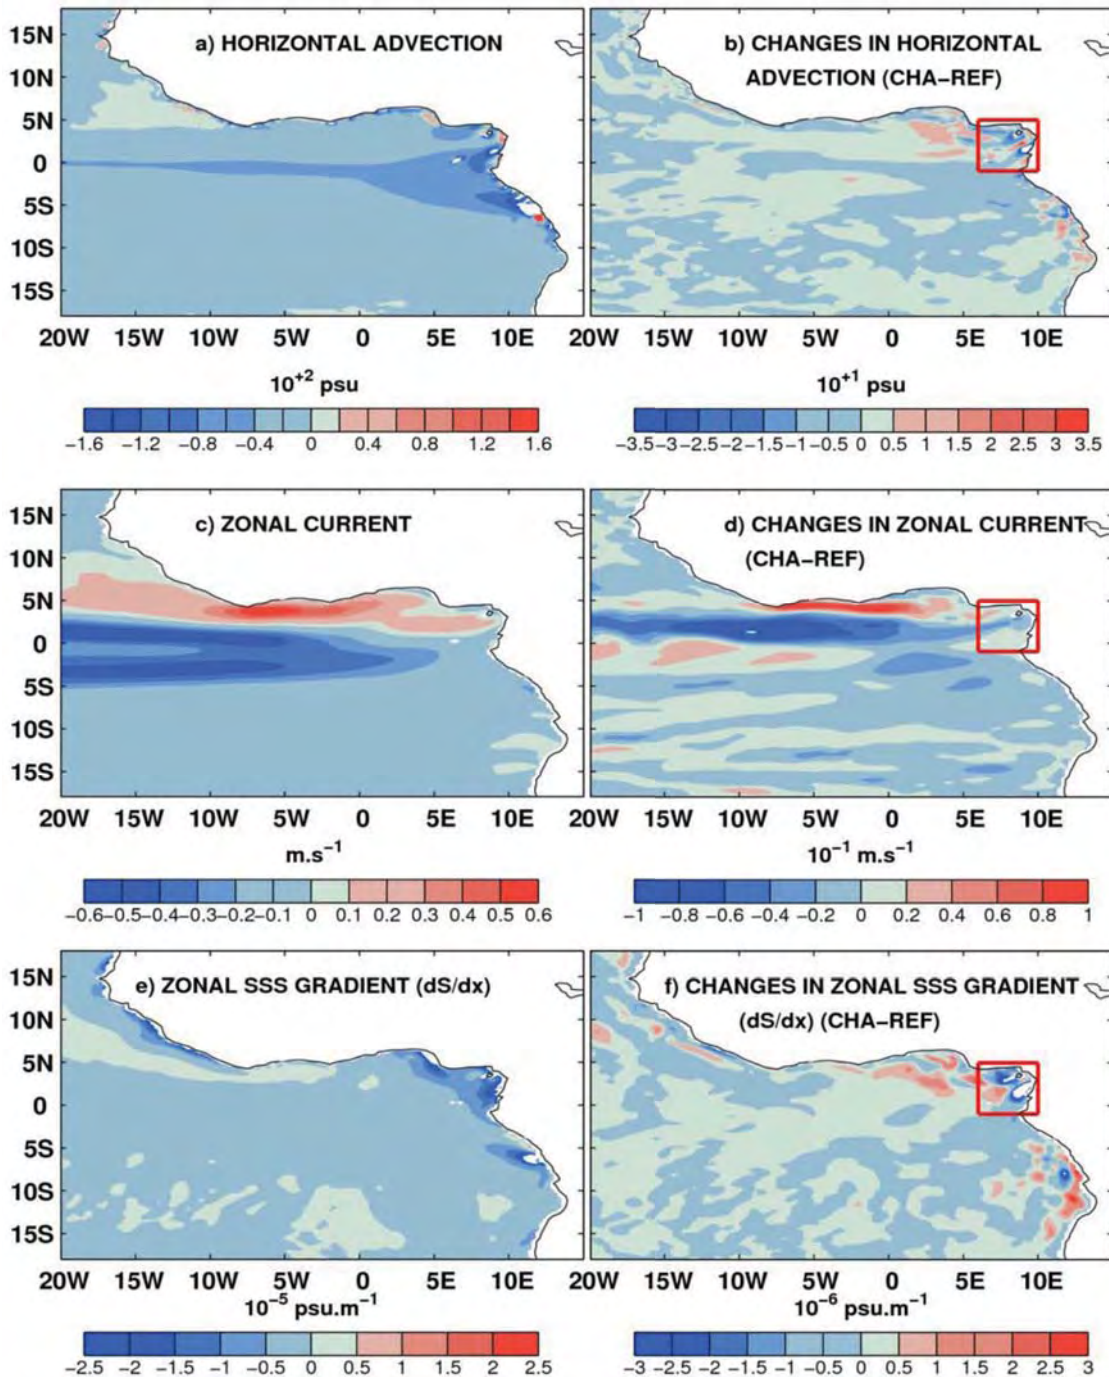 15N
10N
5N
0
5S
10S
15S
a) HORIZONTAL ADVECTION
20W 15W 10W 5W 0 5E 10E
10+2 psu
−1.6 −1.2 −0.8 −0.4 0 0.4 0.8 1.2 1.6
b) CHANGES IN HORIZONTAL
ADVECTION (CHA−REF)
20W 15W 10W 5W 0 5E 10E
10+1 psu
−3.5−3−2.5−2−1.5−1−0.5 0 0.5 1 1.5 2 2.5 3 3.5
15N
10N
5N
0
5S
10S
15S
c) ZONAL CURRENT
20W 15W 10W 5W 0 5E 10E
m.s−1
−0.6−0.5−0.4−0.3−0.2−0.1 0 0.1 0.2 0.3 0.4 0.5 0.6
d) CHANGES IN ZONAL CURRENT
(CHA−REF)
20W 15W 10W 5W 0 5E 10E
10−1 m.s−1
−1 −0.8 −0.6 −0.4 −0.2 0 0.2 0.4 0.6 0.8 1
15N
10N
5N
0
5S
10S
15S
e) ZONAL SSS GRADIENT (dS/dx)
20W 15W 10W 5W 0 5E 10E
10−5 psu.m−1
−2.5 −2 −1.5 −1 −0.5 0 0.5 1 1.5 2 2.5
f) CHANGES IN ZONAL SSS GRADIENT
(dS/dx) (CHA−REF)
20W 15W 10W 5W 0 5E 10E
10−6 psu.m−1
−3 −2.5 −2 −1.5 −1 −0.5 0 0.5 1 1.5 2 2.5 3